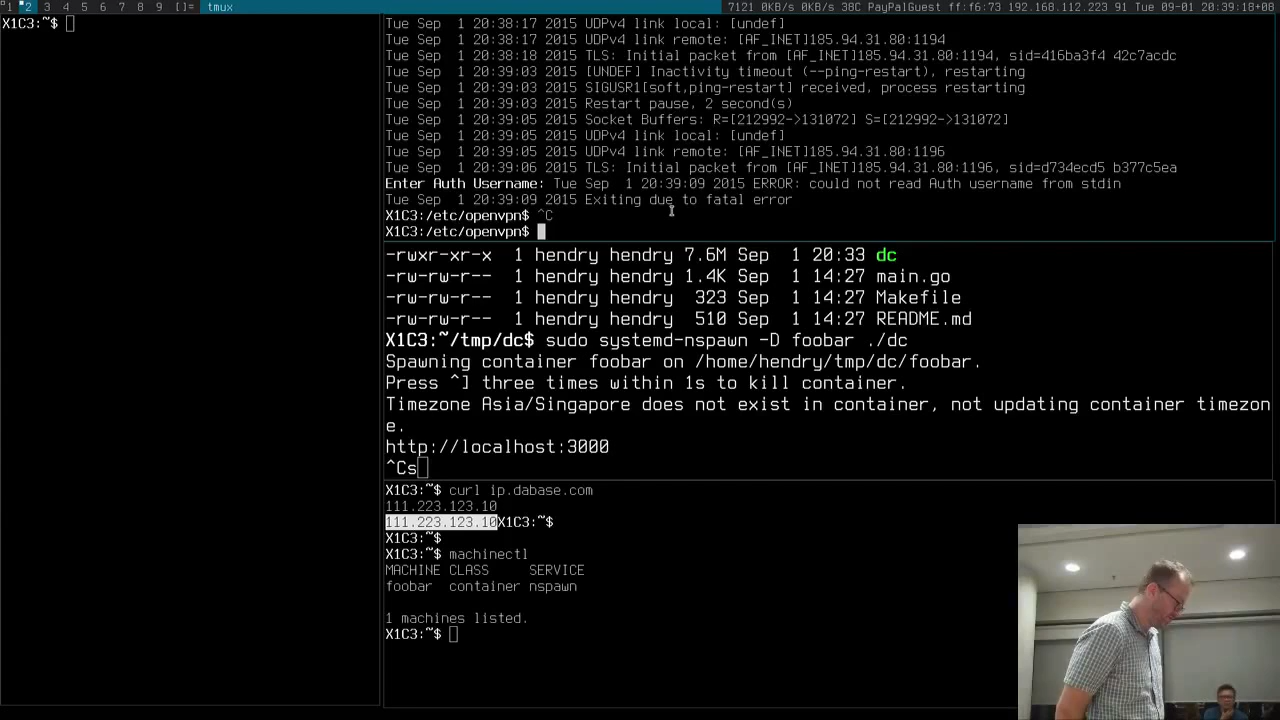 1 2 3 4 5 6 7 8 9 []= tmux 7121 0KB/s 0KB/s 38C PayPalGuest ff:f6:73 192.168.112.223 91 Tue 09-01 20:39:18+08
X1C3:~$
Tue Sep  1 20:38:17 2015 UDPv4 link local: [undef]
Tue Sep  1 20:38:17 2015 UDPv4 link remote: [AF_INET]185.94.31.80:1194
Tue Sep  1 20:38:18 2015 TLS: Initial packet from [AF_INET]185.94.31.80:1194, sid=416ba3f4 42c7acdc
Tue Sep  1 20:39:03 2015 [UNDEF] Inactivity timeout (--ping-restart), restarting
Tue Sep  1 20:39:03 2015 SIGUSR1[soft,ping-restart] received, process restarting
Tue Sep  1 20:39:03 2015 Restart pause, 2 second(s)
Tue Sep  1 20:39:05 2015 Socket Buffers: R=[212992->131072] S=[212992->131072]
Tue Sep  1 20:39:05 2015 UDPv4 link local: [undef]
Tue Sep  1 20:39:05 2015 UDPv4 link remote: [AF_INET]185.94.31.80:1196
Tue Sep  1 20:39:06 2015 TLS: Initial packet from [AF_INET]185.94.31.80:1196, sid=d734ecd5 b377c5ea
Enter Auth Username: Tue Sep  1 20:39:09 2015 ERROR: could not read Auth username from stdin
Tue Sep  1 20:39:09 2015 Exiting due to fatal error
X1C3:/etc/openvpn$ ^C
X1C3:/etc/openvpn$
-rwxr-xr-x  1 hendry hendry 7.6M Sep  1 20:33 dc
-rw-rw-r--  1 hendry hendry 1.4K Sep  1 14:27 main.go
-rw-rw-r--  1 hendry hendry  323 Sep  1 14:27 Makefile
-rw-rw-r--  1 hendry hendry  510 Sep  1 14:27 README.md
X1C3:~/tmp/dc$ sudo systemd-nspawn -D foobar ./dc
Spawning container foobar on /home/hendry/tmp/dc/foobar.
Press ^] three times within 1s to kill container.
Timezone Asia/Singapore does not exist in container, not updating container timezon
e.
http://localhost:3000
^Cs
X1C3:~$ curl ip.dabase.com
111.223.123.10
111.223.123.10X1C3:~$
X1C3:~$
X1C3:~$ machinectl
MACHINE CLASS     SERVICE
foobar  container nspawn
1 machines listed.
X1C3:~$